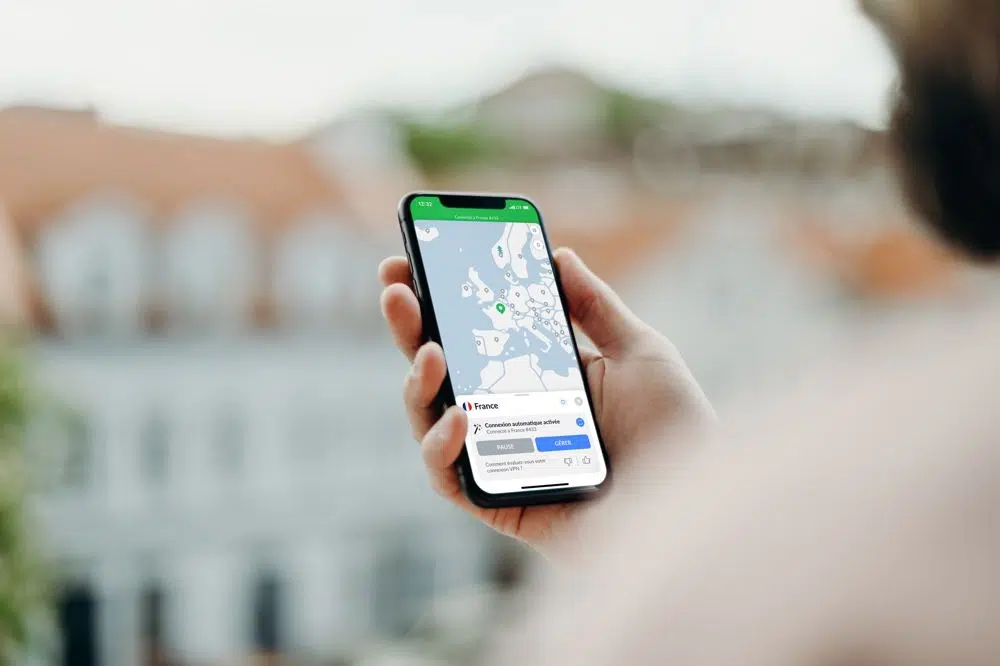 12:32
Connecté à France #433
France
Connexion automatique activée
Connecté à France #433
PAUSE
GÉRER
Comment évaluez-vous votre
connexion VPN ?